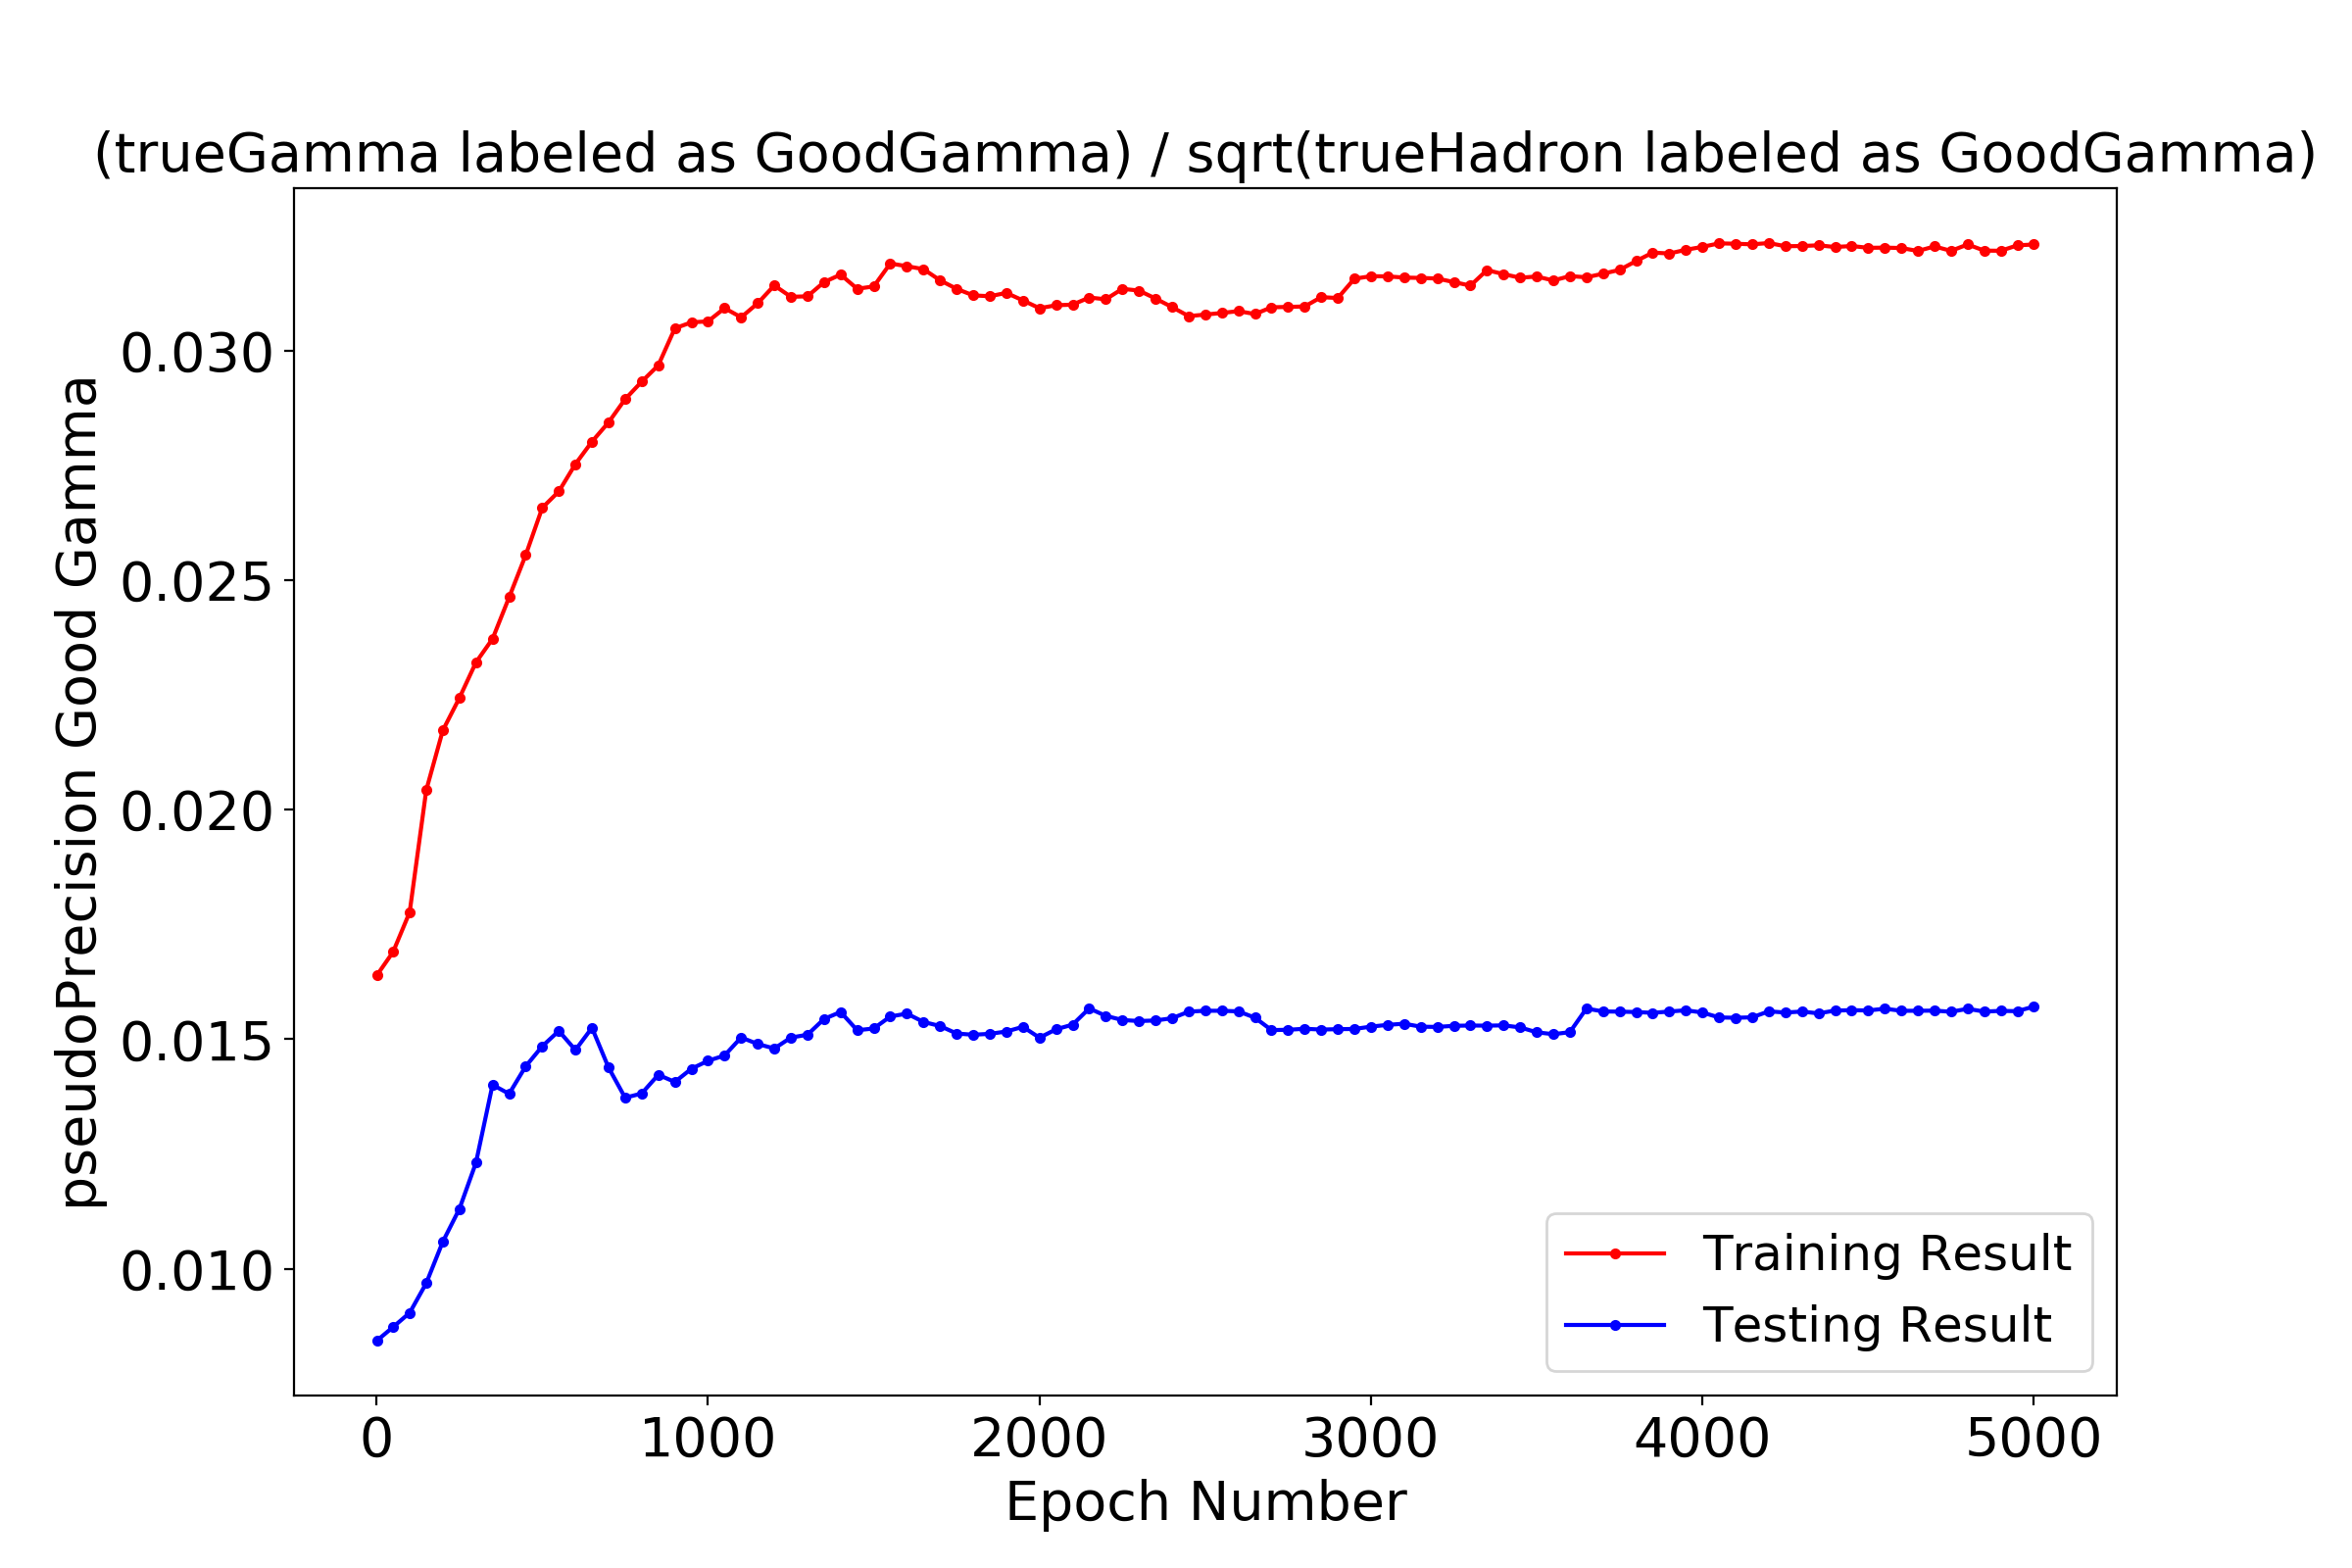 (trueGamma labeled as GoodGamma) / sqrt(trueHadron labeled as GoodGamma)
pseudoPrecision Good Gamma
0.030
0.025
0.020
0.015
0.010
Training Result
Testing Result
0 1000 2000 3000 4000 5000
Epoch Number